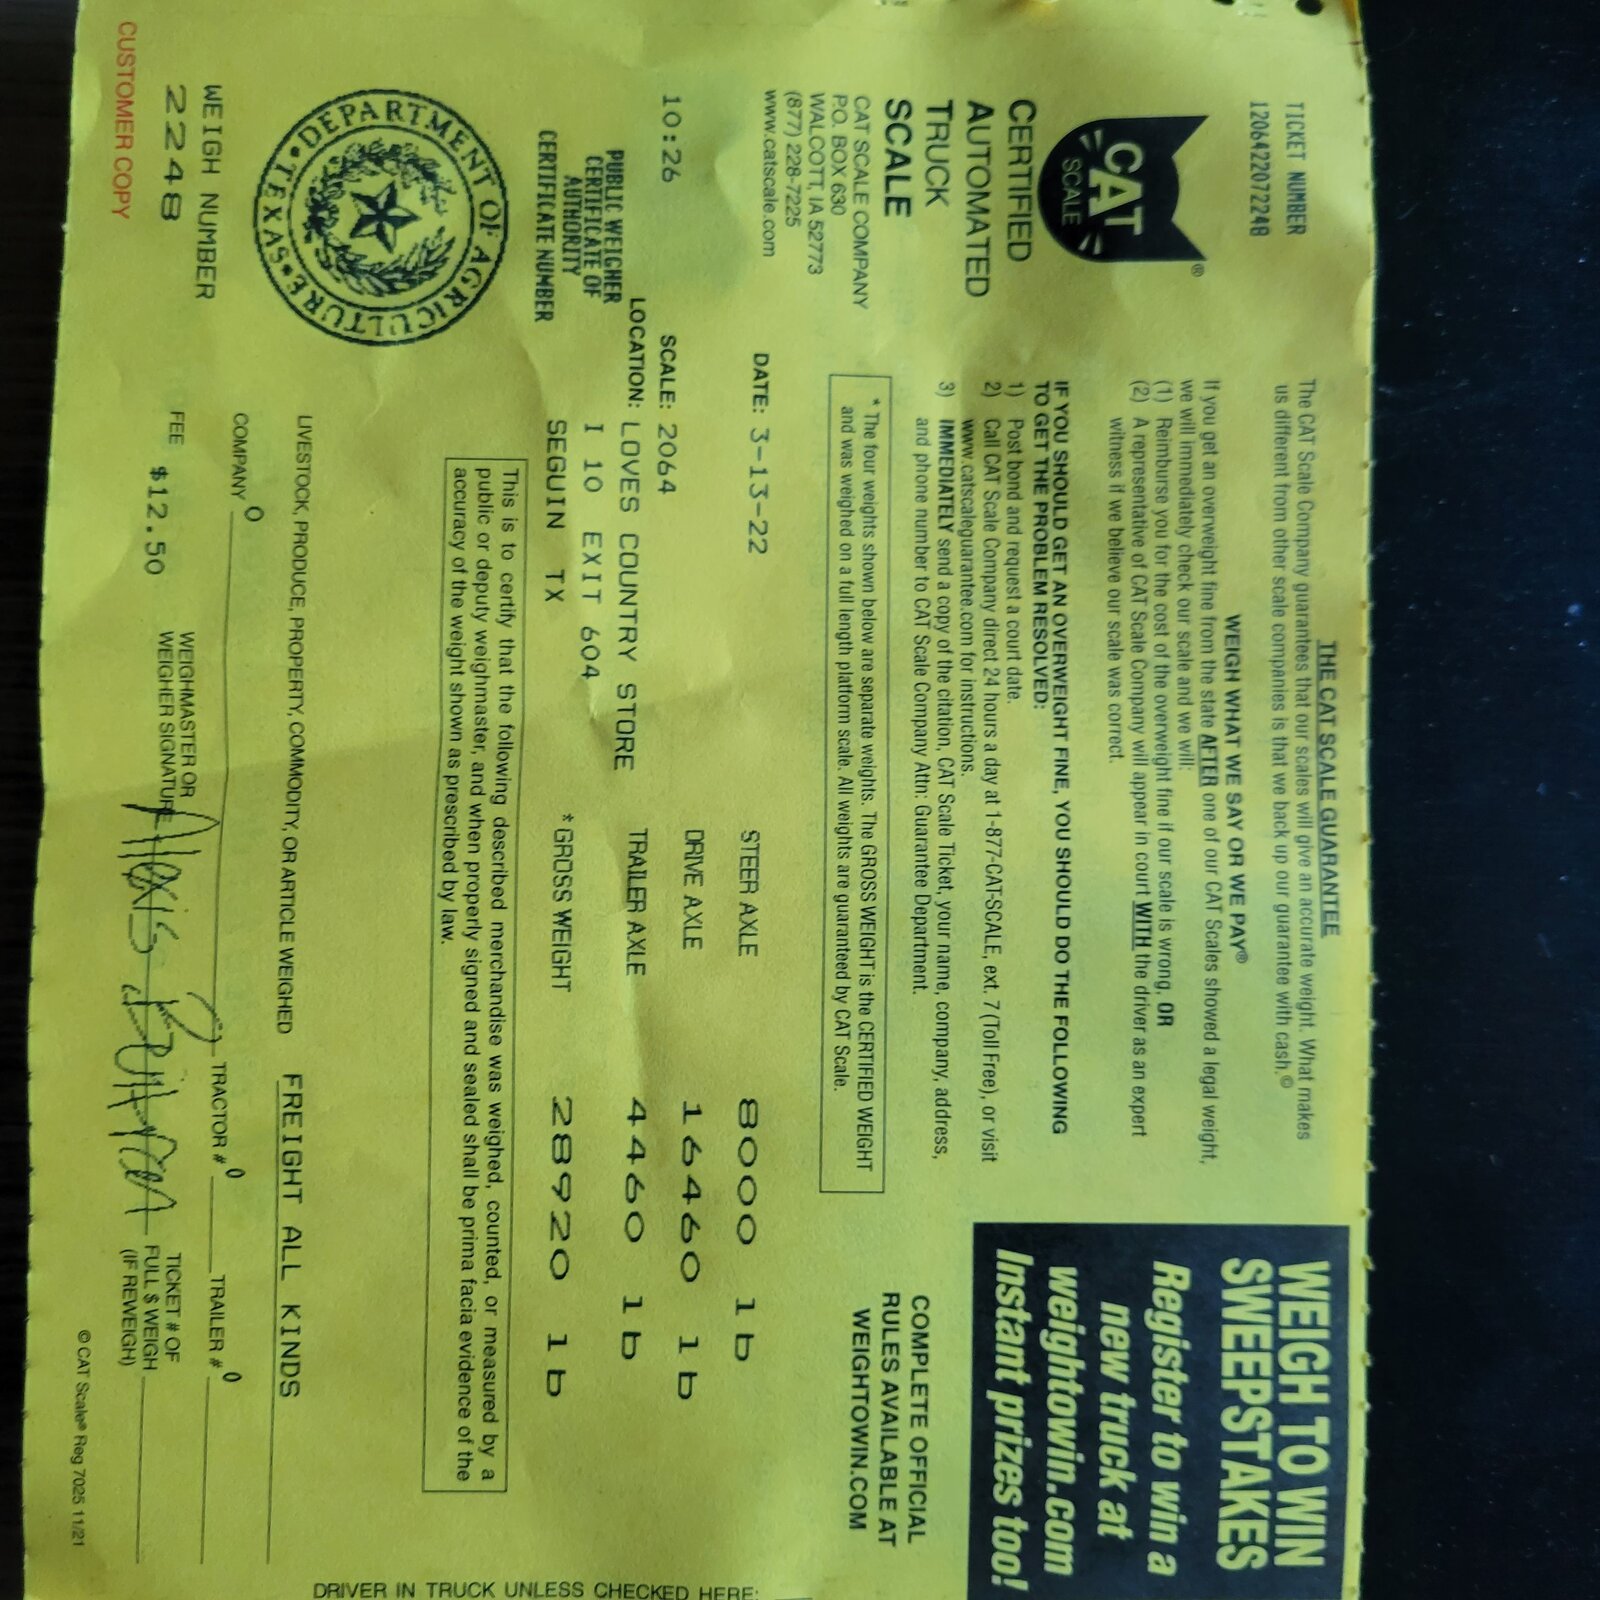 TICKET NUMBER
12064220722​48
CAT
SCALE
®
CERTIFIED
AUTOMATED
TRUCK
SCALE
CAT SCALE COMPANY
P.O. BOX 630
WALCOTT, IA 52773
(877) 228-7225
www.catscale.com
THE CAT SCALE GUARANTEE
The CAT Scale Company guarantees that our scales will give an accurate weight. What makes
us different from other scale companies is that we back up our guarantee with cash.©
WEIGH WHAT WE SAY OR WE PAY®
If you get an overweight fine from the state AFTER one of our CAT Scales showed a legal weight,
we will immediately check our scale and we will:
(1) Reimburse you for the cost of the overweight fine if our scale is wrong, OR
(2) A representative of CAT Scale Company will appear in court WITH the driver as an expert
witness if we believe our scale was correct.
IF YOU SHOULD GET AN OVERWEIGHT FINE, YOU SHOULD DO THE FOLLOWING
TO GET THE PROBLEM RESOLVED:
1) Post bond and request a court date.
2) Call CAT Scale Company direct 24 hours a day at 1-877-CAT-SCALE, ext. 7 (Toll Free), or visit
www.catscaleguarantee.com for instructions.
3) IMMEDIATELY send a copy of the citation, CAT Scale Ticket, your name, company, address,
and phone number to CAT Scale Company Attn: Guarantee Department.
* The four weights shown below are separate weights. The GROSS WEIGHT is the CERTIFIED WEIGHT
and was weighed on a full length platform scale. All weights are guaranteed by CAT Scale.
WEIGH TO WIN
SWEEPSTAKES
Register to win a
new truck at
weightowin.com
Instant prizes too!
COMPLETE OFFICIAL
RULES AVAILABLE AT
WEIGHTOWIN.COM
DATE: 3-13-22
10:26
SCALE: 2064
LOCATION: LOVES COUNTRY STORE
I 10 EXIT 604
SEGUIN TX
PUBLIC WEIGHER
CERTIFICATE OF
AUTHORITY
CERTIFICATE NUMBER
STEER AXLE 8000 lb
DRIVE AXLE 16460 lb
TRAILER AXLE 4460 lb
*GROSS WEIGHT 28920 lb
DEPARTMENT OF AGRICULTURE
TEXAS
This is to certify that the following described merchandise was weighed, counted, or measured by a
public or deputy weighmaster, and when properly signed and sealed shall be prima facia evidence of the
accuracy of the weight shown as prescribed by law.
LIVESTOCK, PRODUCE, PROPERTY, COMMODITY, OR ARTICLE WEIGHED FREIGHT ALL KINDS
COMPANY 0 TRACTOR # 0 TRAILER # 0
WEIGH NUMBER
2248
FEE $12.50
WEIGHMASTER OR
WEIGHER SIGNATURE Alexis
TICKET # OF
FULL $ WEIGH
(IF REWEIGH)
CUSTOMER COPY
© CAT Scale® Reg 7025 11/21
DRIVER IN TRUCK UNLESS CHECKED HERE: